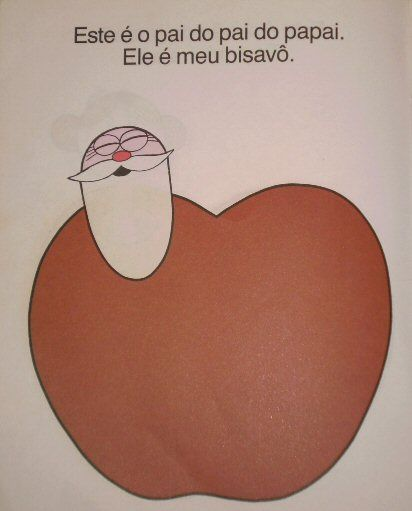 Este é o pai do pai do papai.
Ele é meu bisavô.